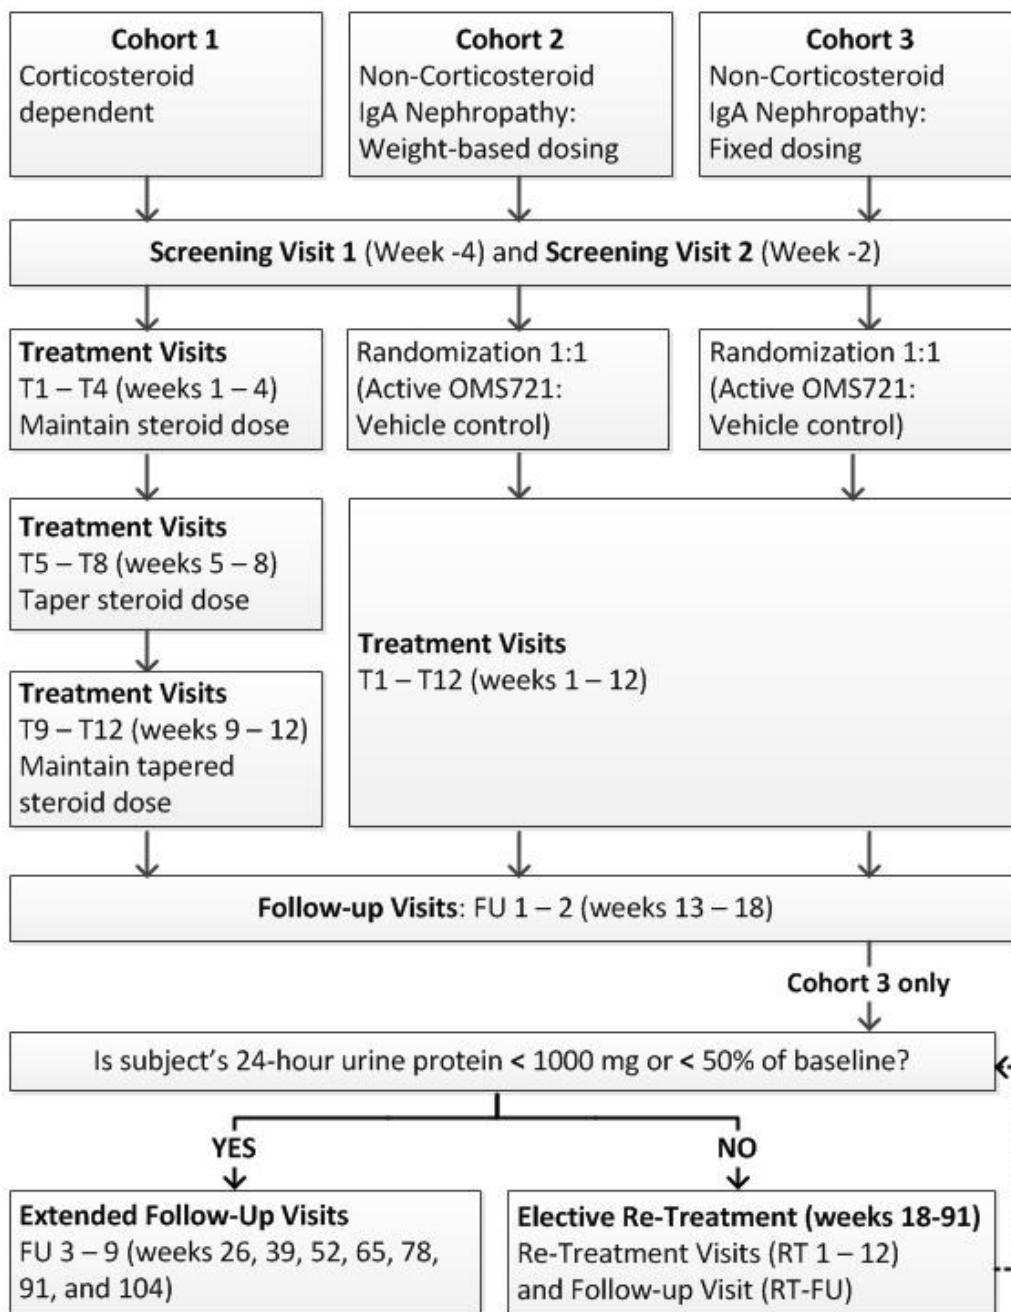 Cohort 1
Corticosteroid
dependent
Cohort 2
Non-Corticosteroid
IgA Nephropathy:
Weight-based dosing
Cohort 3
Non-Corticosteroid
IgA Nephropathy:
Fixed dosing
Screening Visit 1 (Week -4) and Screening Visit 2 (Week -2)
Treatment Visits
T1 – T4 (weeks 1 – 4)
Maintain steroid dose
Randomization 1:1
(Active OMS721:
Vehicle control)
Randomization 1:1
(Active OMS721:
Vehicle control)
Treatment Visits
T5 – T8 (weeks 5 – 8)
Taper steroid dose
Treatment Visits
T9 – T12 (weeks 9 – 12)
Maintain tapered
steroid dose
Treatment Visits
T1 – T12 (weeks 1 – 12)
Follow-up Visits: FU 1 – 2 (weeks 13 – 18)
Cohort 3 only
Is subject's 24-hour urine protein < 1000 mg or < 50% of baseline?
YES
NO
Extended Follow-Up Visits
FU 3 – 9 (weeks 26, 39, 52, 65, 78,
91, and 104)
Elective Re-Treatment (weeks 18-91)
Re-Treatment Visits (RT 1 – 12)
and Follow-up Visit (RT-FU)